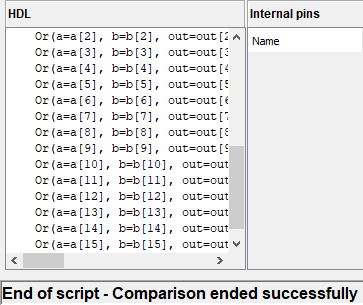 HDL
Internal pins
Name
Or(a=a[2], b=b[2], out=out[2
Or(a=a[3], b=b[3], out=out[3
Or(a=a[4], b=b[4], out=out[4
Or(a=a[5], b=b[5], out=out[5
Or(a=a[6], b=b[6], out=out[6
Or(a=a[7], b=b[7], out=out[7
Or(a=a[8], b=b[8], out=out[8
Or(a=a[9], b=b[9], out=out[9
Or(a=a[10], b=b[10], out=out
Or(a=a[11], b=b[11], out=out
Or(a=a[12], b=b[12], out=out
Or(a=a[13], b=b[13], out=out
Or(a=a[14], b=b[14], out=out
Or(a=a[15], b=b[15], out=out
End of script - Comparison ended successfully